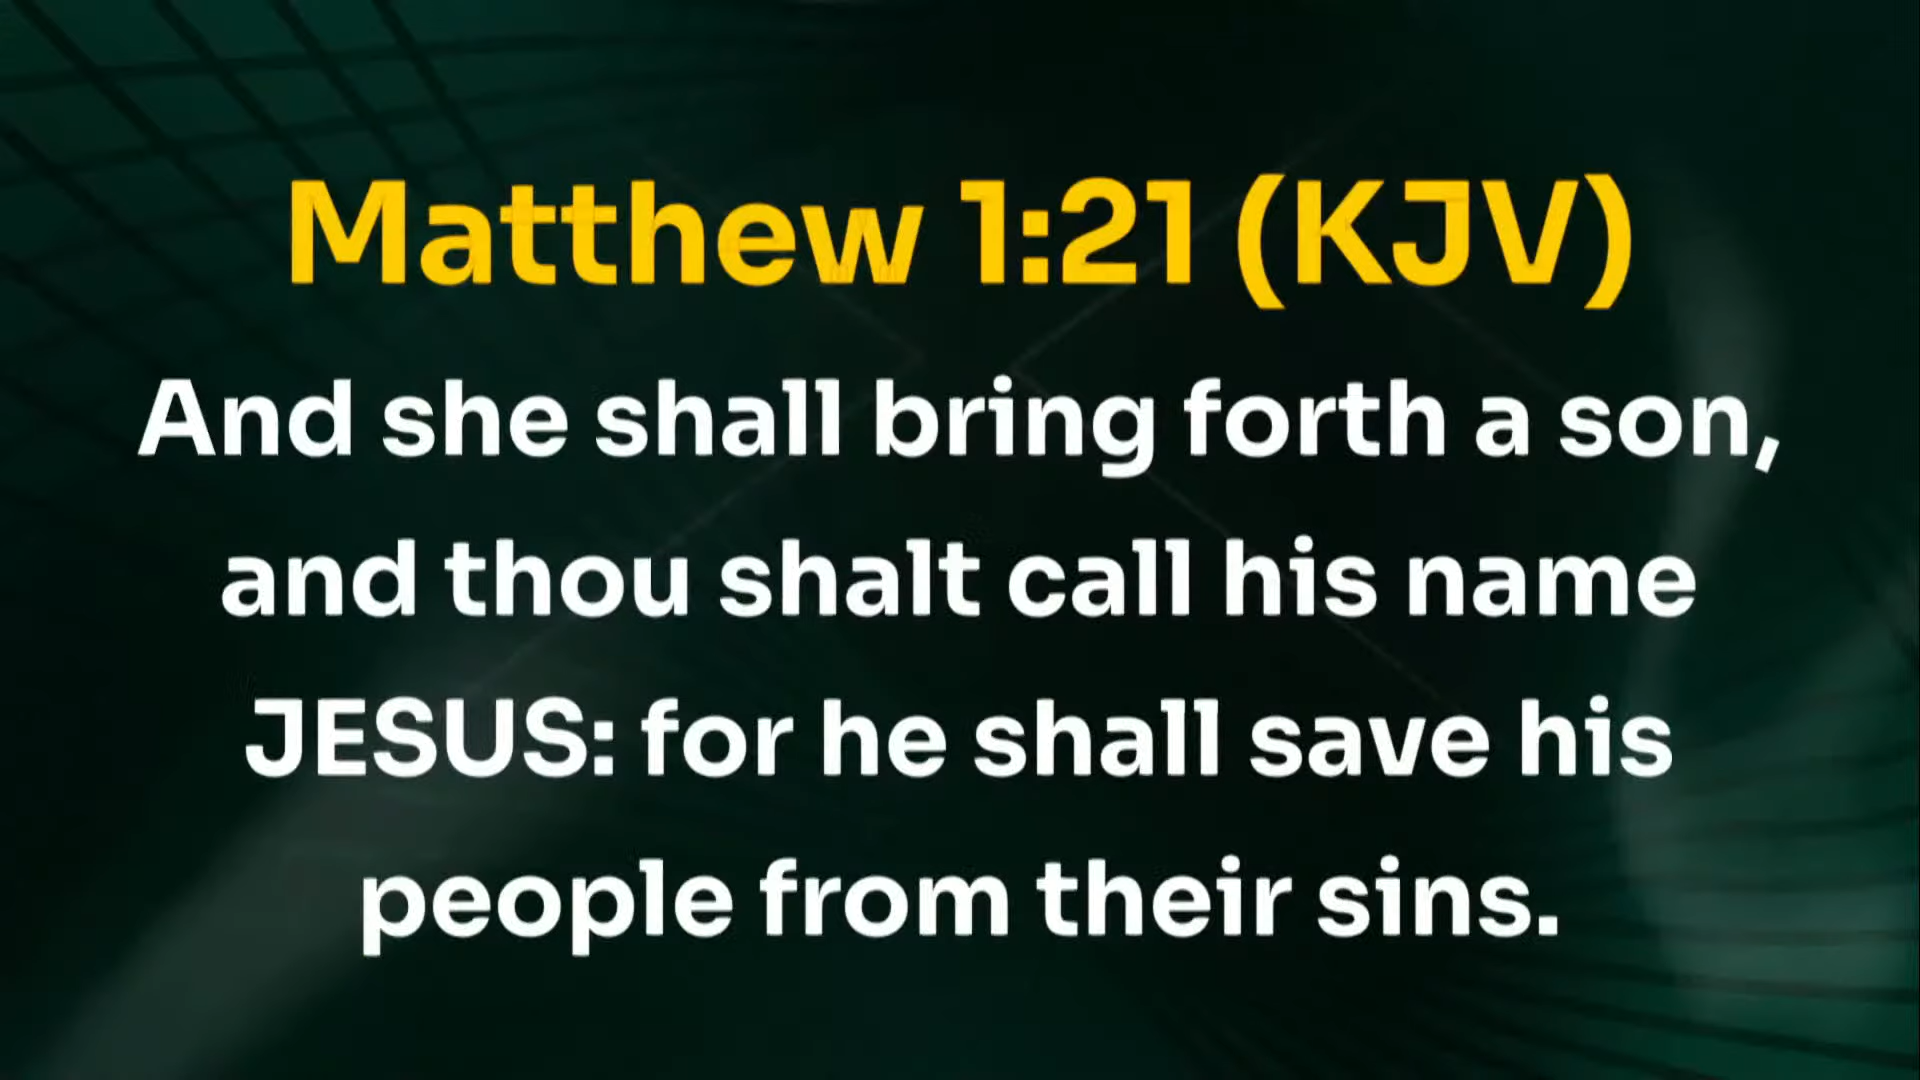 Matthew 1:21 (KJV)
And she shall bring forth a son,
and thou shalt call his name
JESUS: for he shall save his
people from their sins.